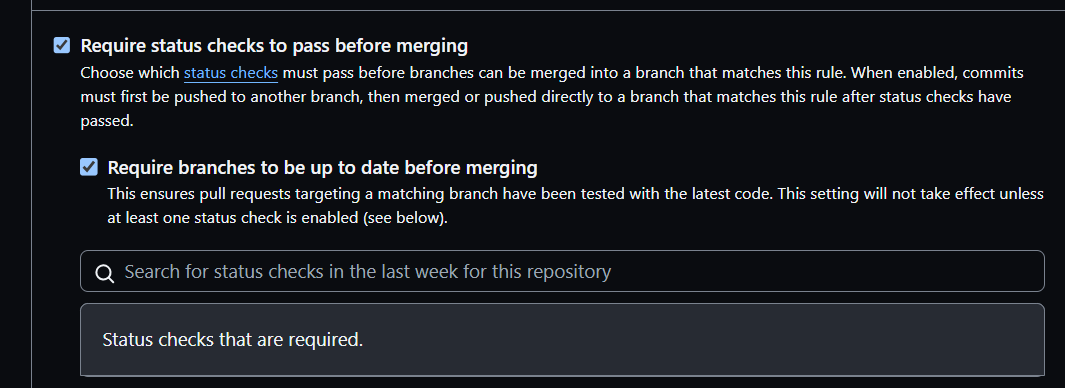 Require status checks to pass before merging
Choose which status checks must pass before branches can be merged into a branch that matches this rule. When enabled, commits
must first be pushed to another branch, then merged or pushed directly to a branch that matches this rule after status checks have
passed.
Require branches to be up to date before merging
This ensures pull requests targeting a matching branch have been tested with the latest code. This setting will not take effect unless
at least one status check is enabled (see below).
Search for status checks in the last week for this repository
Status checks that are required.